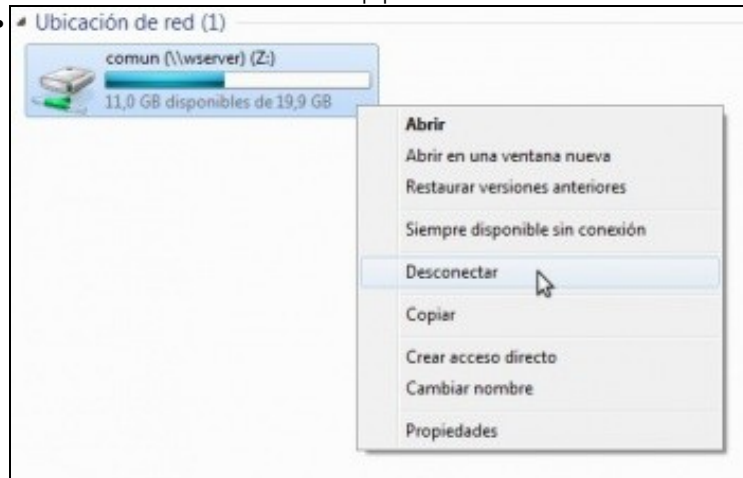 Ubicación de red (1)
comun (\\wserver) (Z:)
11,0 GB disponibles de 19,9 GB
Abrir
Abrir en una ventana nueva
Restaurar versiones anteriores
Siempre disponible sin conexión
Desconectar
Copiar
Crear acceso directo
Cambiar nombre
Propiedades